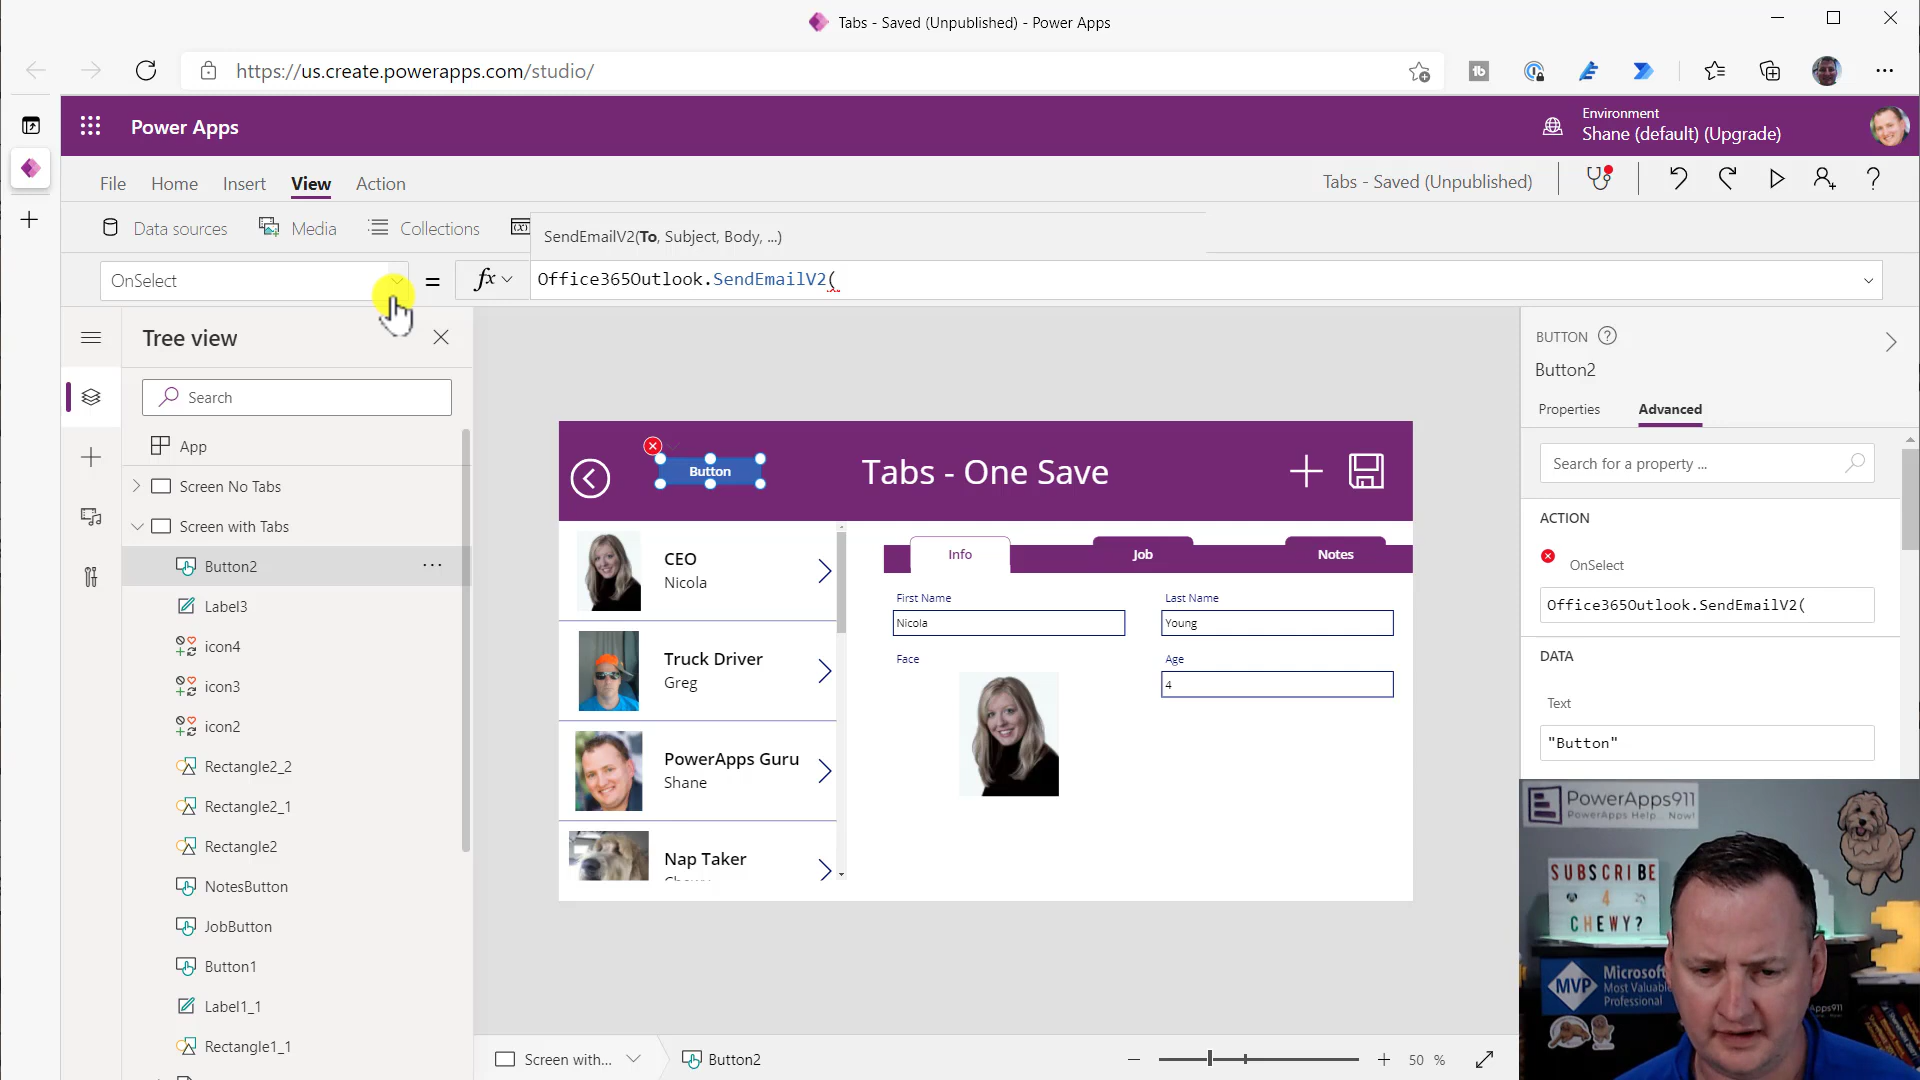 Tabs - Saved (Unpublished) - Power Apps
https://us.create.powerapps.com/studio/
Power Apps
Environment
Shane (default) (Upgrade)
File Home Insert View Action
Tabs - Saved (Unpublished)
Data sources Media Collections
SendEmailV2(To, Subject, Body, ...)
OnSelect
= fx Office365Outlook.SendEmailV2(
Tree view
Search
App
Screen No Tabs
Screen with Tabs
Button2
Label3
icon4
icon3
icon2
Rectangle2_2
Rectangle2_1
Rectangle2
NotesButton
JobButton
Button1
Label1_1
Rectangle1_1
Button
Tabs - One Save
CEO
Nicola
Truck Driver
Greg
PowerApps Guru
Shane
Nap Taker
Chewy
Info Job Notes
First Name
Nicola
Last Name
Young
Face
Age
4
Screen with...
Button2
50 %
BUTTON
Button2
Properties Advanced
Search for a property ...
ACTION
OnSelect
Office365Outlook.SendEmailV2(
DATA
Text
"Button"
PowerApps911
PowerApps Help... Now!
SUBSCRIBE
4
CHEWY?
MVP
Microsoft
Most Valuable
Professional